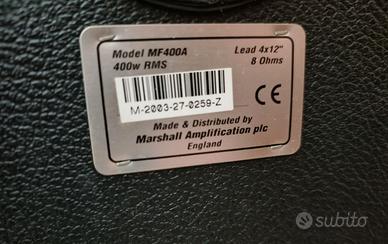 Model MF400A Lead 4x12"
400w RMS 8 Ohms
M-2003-27-0259-Z
CE
Made & Distributed by
Marshall Amplification plc
England
subito